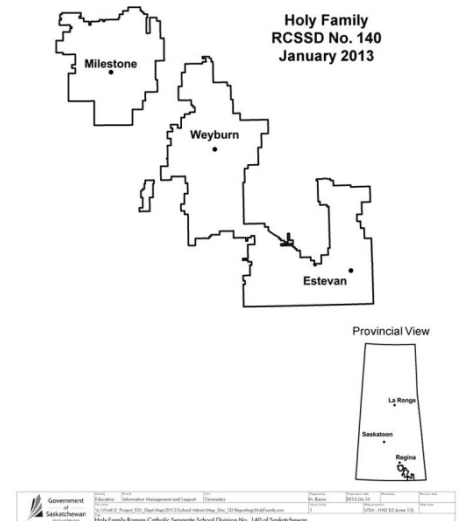 Holy Family
RCSSD No. 140
January 2013
Milestone
Weyburn
Estevan
Provincial View
La Ronge
Saskatoon
Regina
Government
of
Saskatchewan
Education
Information Management and Support
Geomatics
Holy Family Roman Catholic Separate School Division No. 140 of Saskatchewan